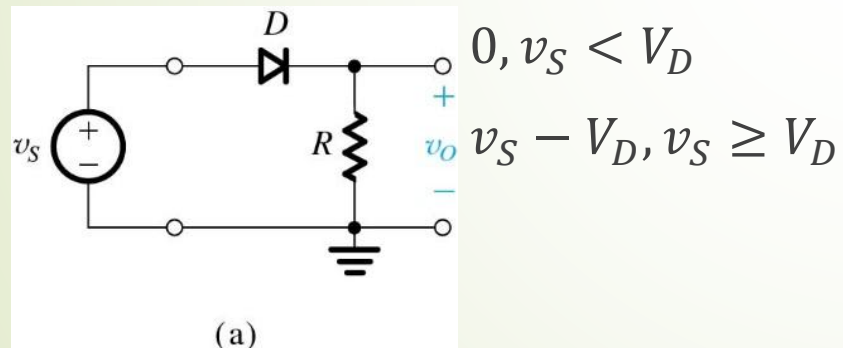 D
0, v_S < V_D
+
+
−
v_S
R
v_O
v_S − V_D, v_S ≥ V_D
−
(a)